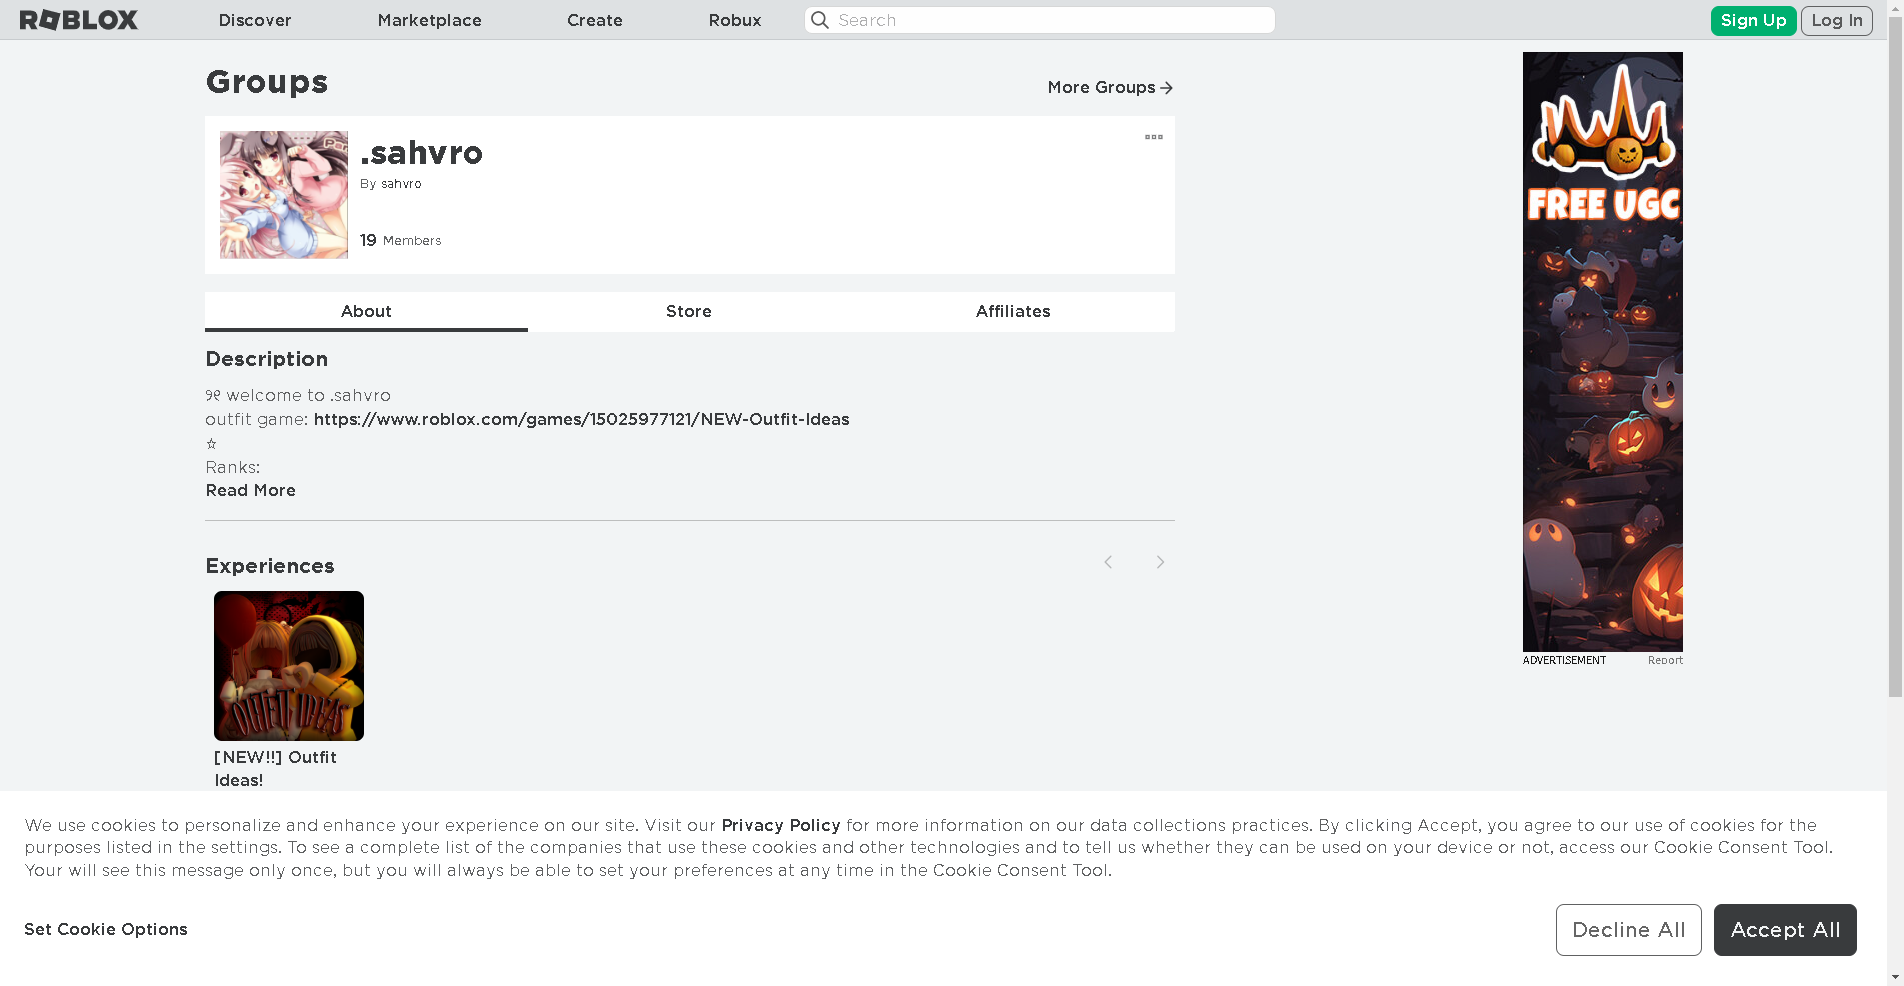 ROBLOX
Discover
Marketplace
Create
Robux
Search
Sign Up
Log In
Groups
More Groups
.sahvro
By sahvro
19 Members
About
Store
Affiliates
Description
୨୧ welcome to .sahvro
outfit game: https://www.roblox.com/games/15025977121/NEW-Outfit-Ideas
☆
Ranks:
Read More
Experiences
OUTFIT IDEAS
[NEW!!] Outfit
Ideas!
FREE UGC
ADVERTISEMENT
Report
We use cookies to personalize and enhance your experience on our site. Visit our Privacy Policy for more information on our data collections practices. By clicking Accept, you agree to our use of cookies for the
purposes listed in the settings. To see a complete list of the companies that use these cookies and other technologies and to tell us whether they can be used on your device or not, access our Cookie Consent Tool.
Your will see this message only once, but you will always be able to set your preferences at any time in the Cookie Consent Tool.
Set Cookie Options
Decline All
Accept All